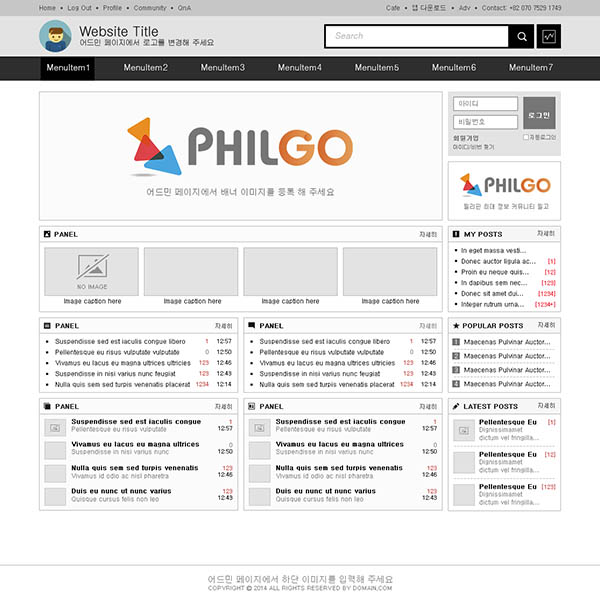 Home • Log Out • Profile • Community • QnA
Cafe • 앱 다운로드 • Adv • Contact: +82 070 7529 1749
Website Title
어드민 페이지에서 로고를 변경해 주세요
Search
MenuItem1 MenuItem2 MenuItem3 MenuItem4 MenuItem5 MenuItem6 MenuItem7
PHILGO
어드민 페이지에서 배너 이미지를 등록 해 주세요
아이디
비밀번호
로그인
회원가입 자동로그인
아이디/비번 찾기
PHILGO
필리핀 최대 정보 커뮤니티 필고
PANEL 자세히
NO IMAGE
Image caption here Image caption here Image caption here Image caption here
MY POSTS 자세히
• In eget massa vesti...
• Donec auctor ligula ac... [1]
• Proin eu neque quis... [12]
• In dapibus sem nec... [123]
• Donec sit amet dui... [1234]
• Integer rutrum urna... [1234+]
PANEL 자세히
• Suspendisse sed est iaculis congue libero 1 12:57
• Pellentesque eu risus vulputate vulputate 0 12:50
• Vivamus eu lacus eu magna ultrices ultricies 123 12:46
• Suspendisse in nisi varius nunc feugiat 123 12:43
• Nulla quis sem sed turpis venenatis placerat 1234 12:14
PANEL 자세히
• Suspendisse sed est iaculis congue libero 1 12:57
• Pellentesque eu risus vulputate vulputate 0 12:50
• Vivamus eu lacus eu magna ultrices ultricies 123 12:46
• Suspendisse in nisi varius nunc feugiat 123 12:43
• Nulla quis sem sed turpis venenatis placerat 1234 12:14
POPULAR POSTS 자세히
1 Maecenas Pulvinar Auctor...
2 Maecenas Pulvinar Auctor...
3 Maecenas Pulvinar Auctor...
4 Maecenas Pulvinar Auctor...
PANEL 자세히
Suspendisse sed est iaculis congue 1
Pellentesque eu risus vulputate 12:57
Vivamus eu lacus eu magna ultrices 0
Suspendisse in nisi varius nunc 12:50
Nulla quis sem sed turpis venenatis 123
Vivamus id odio ac nisl pharetra 12:46
Duis eu nunc ut nunc varius 123
Quisque cursus felis non leo 12:43
PANEL 자세히
Suspendisse sed est iaculis congue 1
Pellentesque eu risus vulputate 12:57
Vivamus eu lacus eu magna ultrices 0
Suspendisse in nisi varius nunc 12:50
Nulla quis sem sed turpis venenatis 123
Vivamus id odio ac nisl pharetra 12:46
Duis eu nunc ut nunc varius 123
Quisque cursus felis non leo 12:43
LATEST POSTS 자세히
Pellentesque Eu [1]
Dignissimamet
dictum vel fringilla...
Pellentesque Eu [12]
Dignissimamet
dictum vel fringilla...
Pellentesque Eu [123]
Dignissimamet
dictum vel fringilla...
어드민 페이지에서 하단 이미지를 입력해 주세요
COPYRIGHT © 2014 ALL RIGHTS RESERVED BY DOMAIN.COM